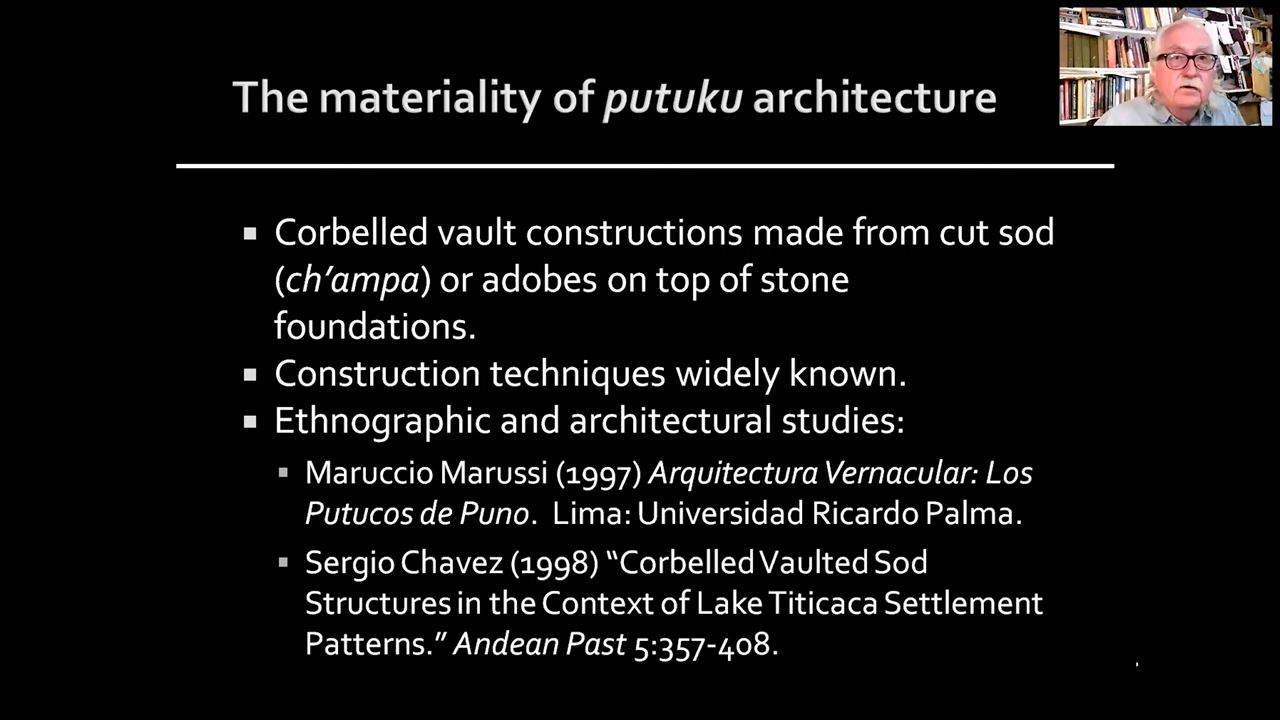 The materiality of putuku architecture
▪ Corbelled vault constructions made from cut sod
(ch’ampa) or adobes on top of stone
foundations.
▪ Construction techniques widely known.
▪ Ethnographic and architectural studies:
▪ Maruccio Marussi (1997) Arquitectura Vernacular: Los
Putucos de Puno. Lima: Universidad Ricardo Palma.
▪ Sergio Chavez (1998) “Corbelled Vaulted Sod
Structures in the Context of Lake Titicaca Settlement
Patterns.” Andean Past 5:357-408.